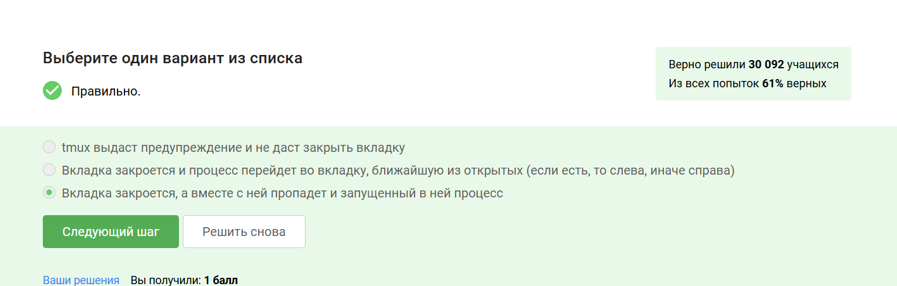 Выберите один вариант из списка
Верно решили 30 092 учащихся
Из всех попыток 61% верных
Правильно.
tmux выдаст предупреждение и не даст закрыть вкладку
Вкладка закроется и процесс перейдет во вкладку, ближайшую из открытых (если есть, то слева, иначе справа)
Вкладка закроется, а вместе с ней пропадет и запущенный в ней процесс
Следующий шаг
Решить снова
Ваши решения Вы получили: 1 балл